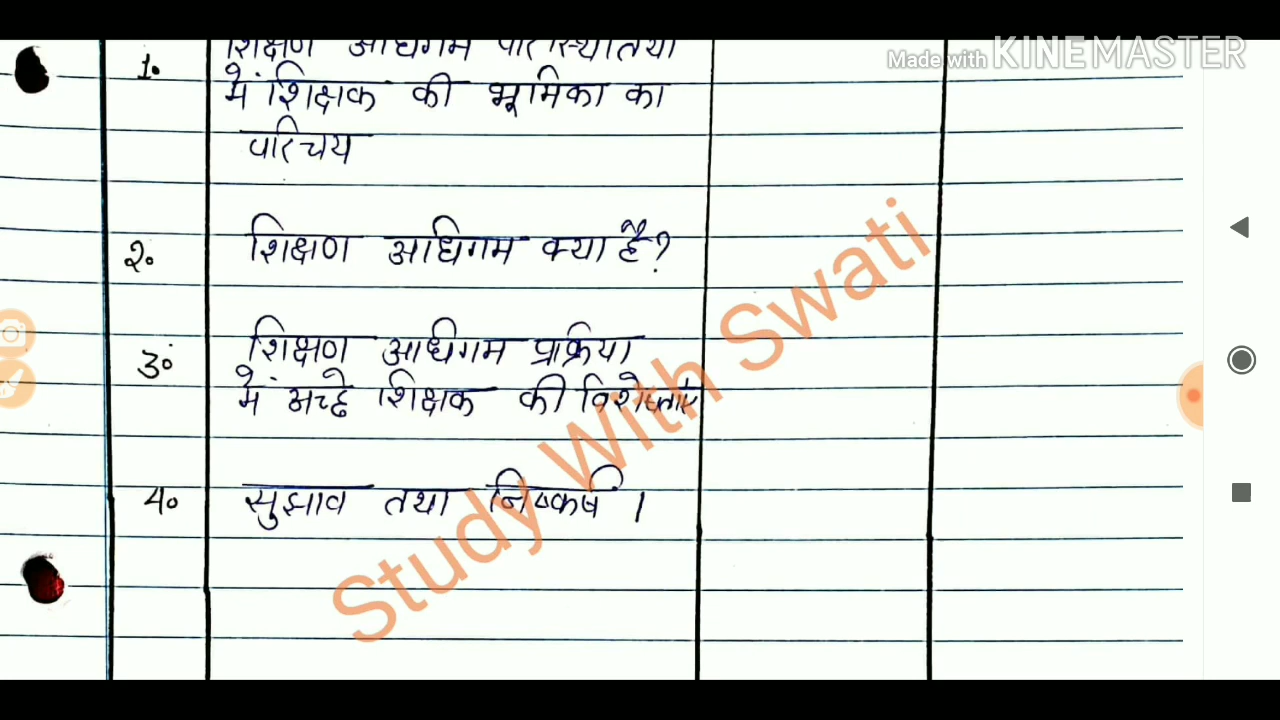 Made with KINEMASTER
1. शिक्षण अधिगम परिस्थितियों
में शिक्षक की भूमिका का
परिचय
२. शिक्षण अधिगम क्या है?
3. शिक्षण अधिगम प्रक्रिया
में अच्छे शिक्षक की विशेषताएं
4. सुझाव तथा निष्कर्ष ।
Study With Swati